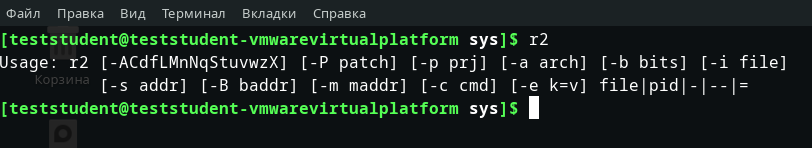 Файл Правка Вид Терминал Вкладки Справка
[teststudent@teststudent-vmwarevirtualplatform sys]$ r2
Usage: r2 [-ACdfLMnNqStuvwzX] [-P patch] [-p prj] [-a arch] [-b bits] [-i file]
[-s addr] [-B baddr] [-m maddr] [-c cmd] [-e k=v] file|pid|-|--|=
Корзина
[teststudent@teststudent-vmwarevirtualplatform sys]$